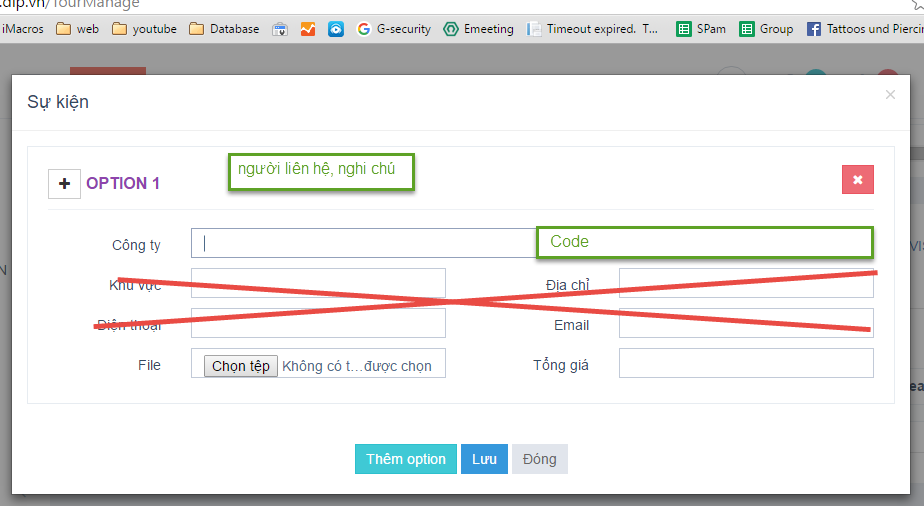 .dlp.vn/TourManage
iMacros web youtube Database G-security Emeeting Timeout expired. T... SPam Group Tattoos und Piercin
Sự kiện ×
người liên hệ, nghi chú
+ OPTION 1
Công ty Code
Khu vực Địa chỉ
Điện thoại Email
File Chọn tệp Không có t...được chọn Tổng giá
Thêm option Lưu Đóng